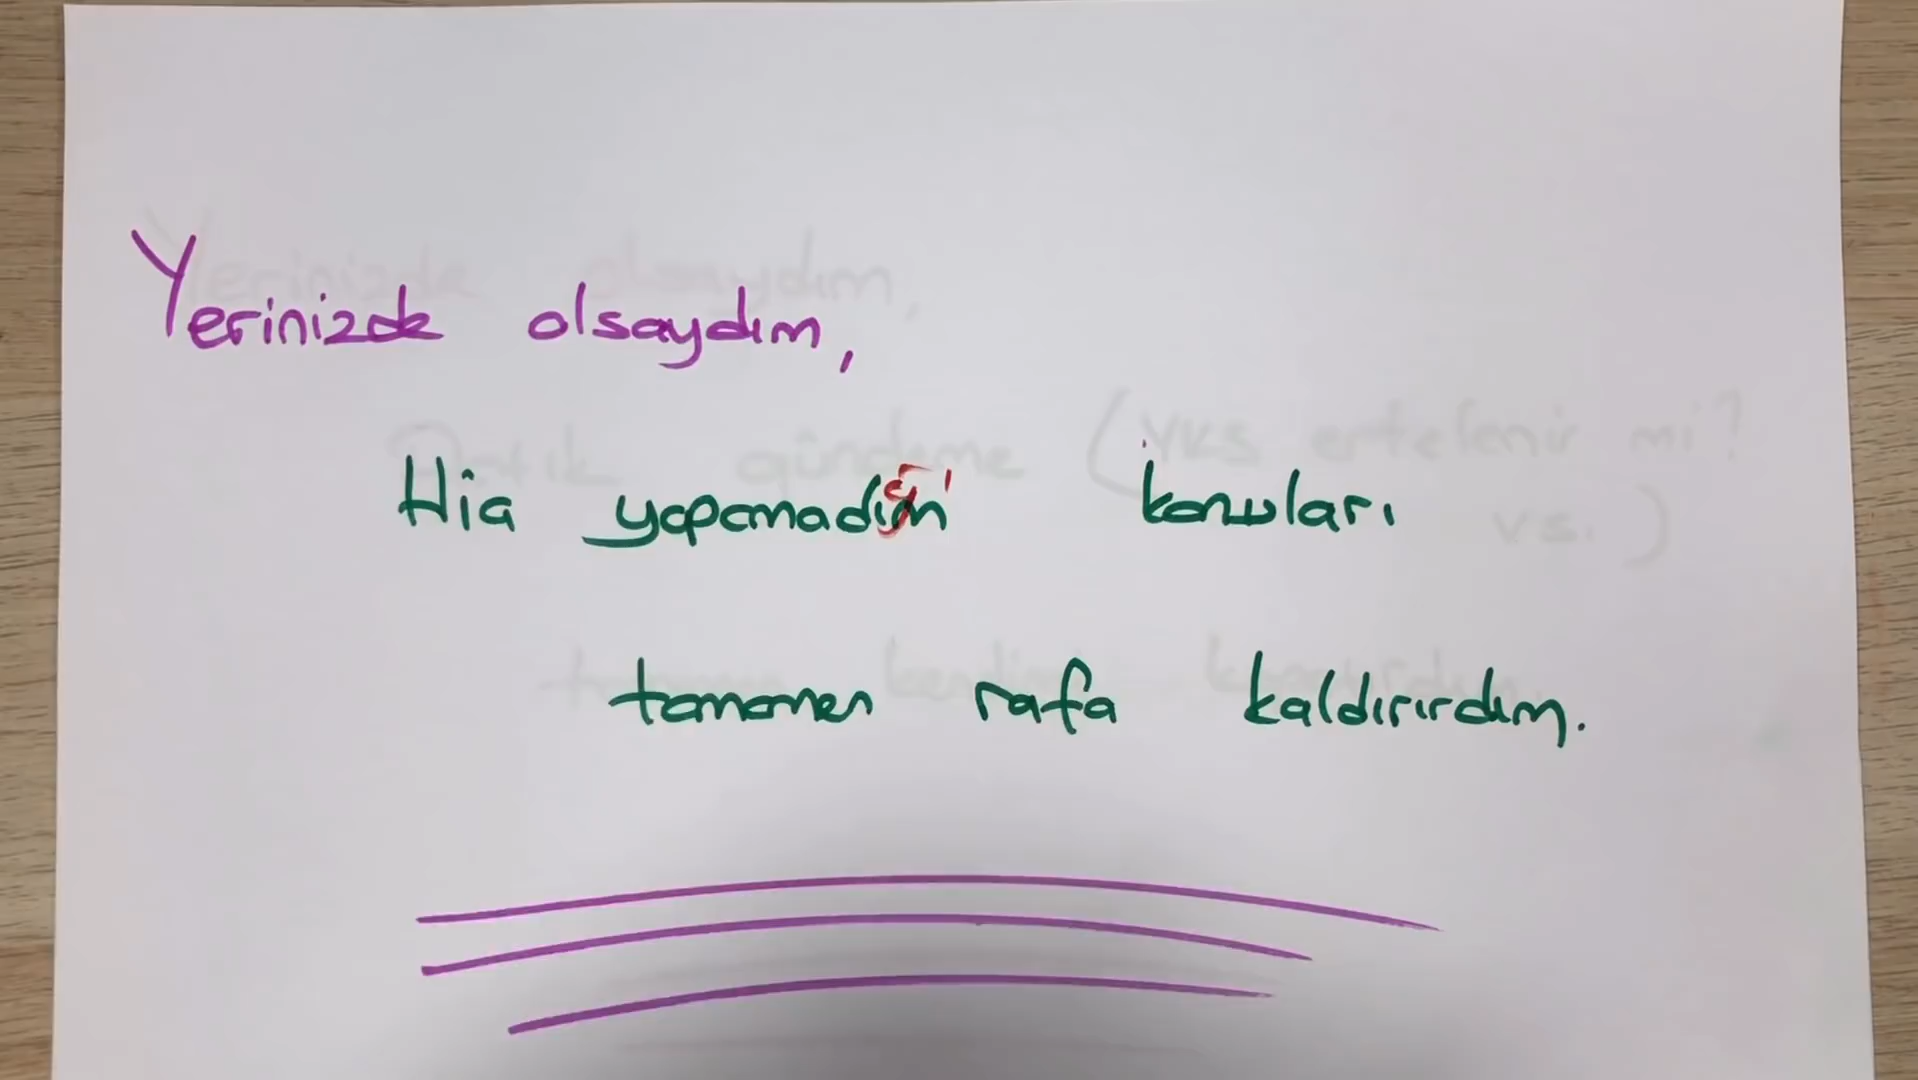 Yerinizde olsaydım,
Hiç yapamadığım konuları
tamamen rafa kaldırırdım.